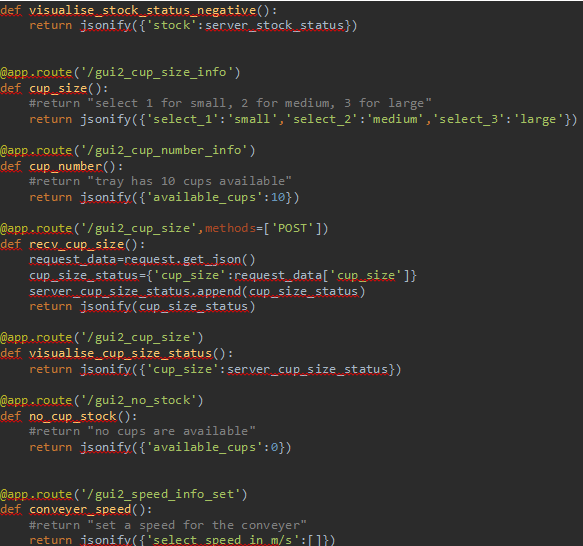 def visualise_stock_status_negative():
    return jsonify({'stock':server_stock_status})
@app.route('/gui2_cup_size_info')
def cup_size():
    #return "select 1 for small, 2 for medium, 3 for large"
    return jsonify({'select_1':'small','select_2':'medium','select_3':'large'})
@app.route('/gui2_cup_number_info')
def cup_number():
    #return "tray has 10 cups available"
    return jsonify({'available_cups':10})
@app.route('/gui2_cup_size',methods=['POST'])
def recv_cup_size():
    request_data=request.get_json()
    cup_size_status={'cup_size':request_data['cup_size']}
    server_cup_size_status.append(cup_size_status)
    return jsonify(cup_size_status)
@app.route('/gui2_cup_size')
def visualise_cup_size_status():
    return jsonify({'cup_size':server_cup_size_status})
@app.route('/gui2_no_stock')
def no_cup_stock():
    #return "no cups are available"
    return jsonify({'available_cups':0})
@app.route('/gui2_speed_info_set')
def conveyer_speed():
    #return "set a speed for the conveyer"
    return jsonify({'select speed in m/s':[]})